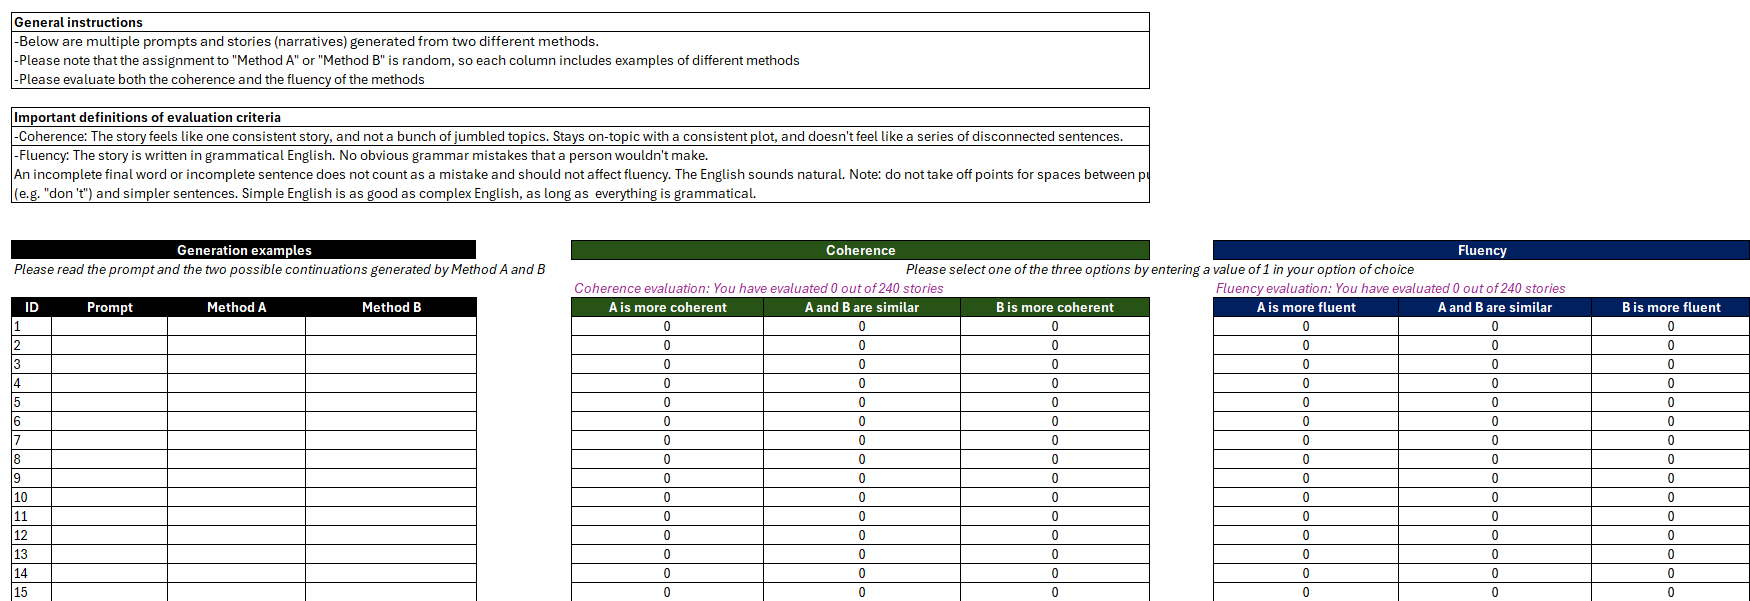 General instructions
-Below are multiple prompts and stories (narratives) generated from two different methods.
-Please note that the assignment to "Method A" or "Method B" is random, so each column includes examples of different methods
-Please evaluate both the coherence and the fluency of the methods
Important definitions of evaluation criteria
-Coherence: The story feels like one consistent story, and not a bunch of jumbled topics. Stays on-topic with a consistent plot, and doesn't feel like a series of disconnected sentences.
-Fluency: The story is written in grammatical English. No obvious grammar mistakes that a person wouldn't make.
An incomplete final word or incomplete sentence does not count as a mistake and should not affect fluency. The English sounds natural. Note: do not take off points for spaces between
(e.g. "don 't") and simpler sentences. Simple English is as good as complex English, as long as  everything is grammatical.
Generation examples Coherence Fluency
Please read the prompt and the two possible continuations generated by Method A and B Please select one of the three options by entering a value of 1 in your option of choice
Coherence evaluation: You have evaluated 0 out of 240 stories Fluency evaluation: You have evaluated 0 out of 240 stories
ID Prompt Method A Method B A is more coherent A and B are similar B is more coherent A is more fluent A and B are similar B is more fluent
1 0 0 0 0 0 0
2 0 0 0 0 0 0
3 0 0 0 0 0 0
4 0 0 0 0 0 0
5 0 0 0 0 0 0
6 0 0 0 0 0 0
7 0 0 0 0 0 0
8 0 0 0 0 0 0
9 0 0 0 0 0 0
10 0 0 0 0 0 0
11 0 0 0 0 0 0
12 0 0 0 0 0 0
13 0 0 0 0 0 0
14 0 0 0 0 0 0
15 0 0 0 0 0 0